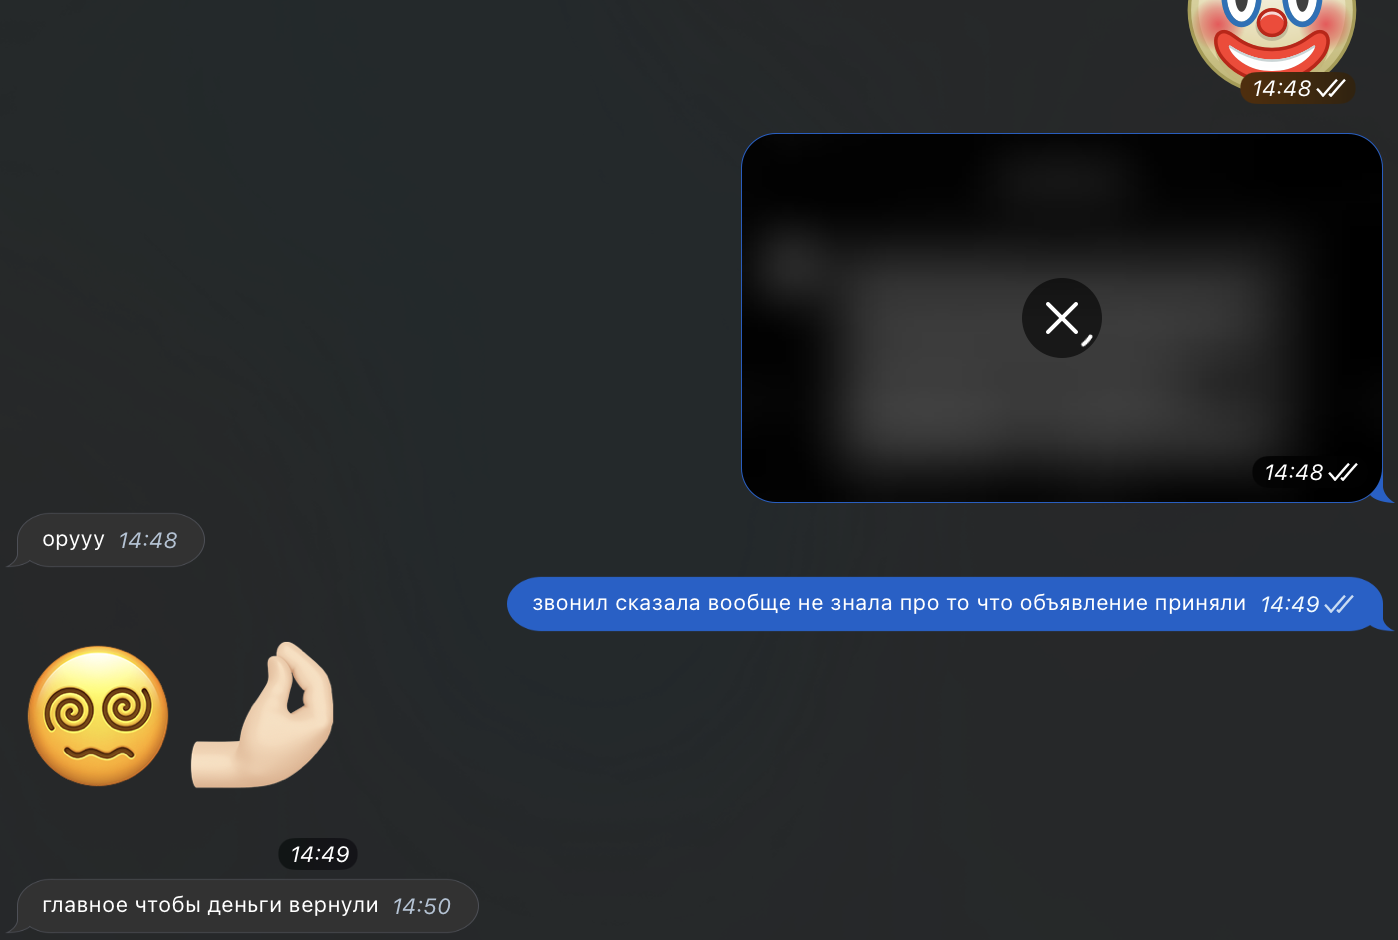 14:48
14:48
орууу 14:48
звонил сказала вообще не знала про то что объявление приняли 14:49
14:49
главное чтобы деньги вернули 14:50